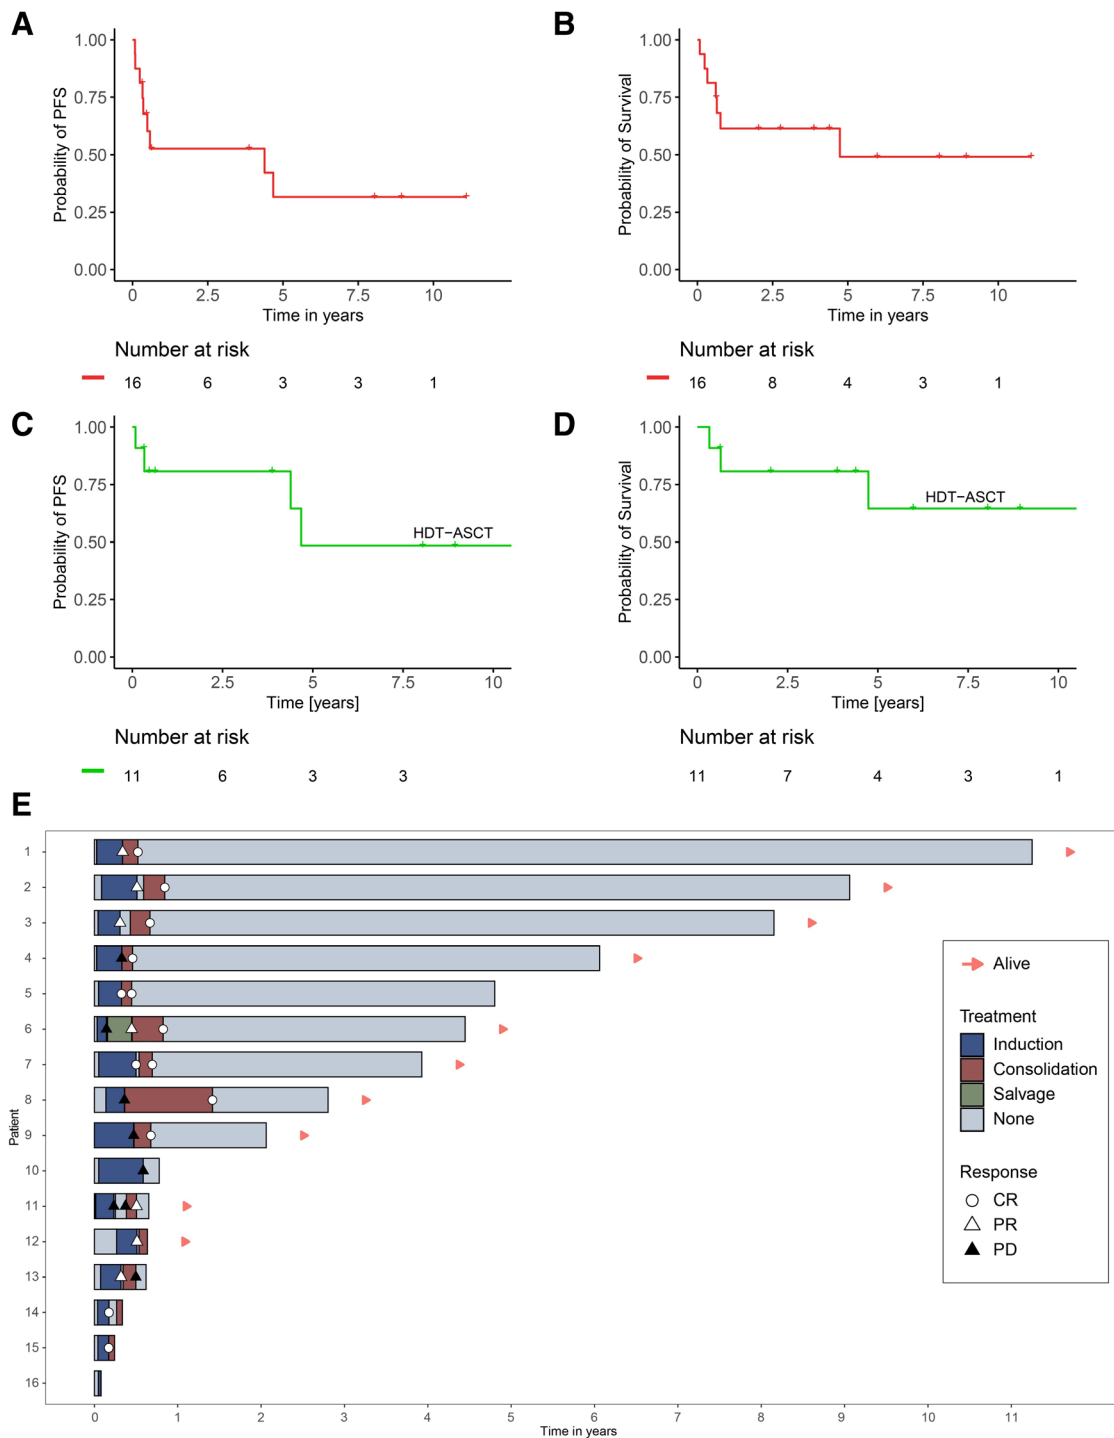 A
1.00
0.75
0.50
0.25
0.00
Probability of PFS
0 2.5 5 7.5 10
Time in years
Number at risk
16 6 3 3 1
B
1.00
0.75
0.50
0.25
0.00
Probability of Survival
0 2.5 5 7.5 10
Time in years
Number at risk
16 8 4 3 1
C
1.00
0.75
0.50
0.25
0.00
Probability of PFS
HDT-ASCT
0 2.5 5 7.5 10
Time [years]
Number at risk
11 6 3 3
D
1.00
0.75
0.50
0.25
0.00
Probability of Survival
HDT-ASCT
0 2.5 5 7.5 10
Time [years]
Number at risk
11 7 4 3 1
E
Patient
1
2
3
4
5
6
7
8
9
10
11
12
13
14
15
16
0 1 2 3 4 5 6 7 8 9 10 11
Time in years
Alive
Treatment
Induction
Consolidation
Salvage
None
Response
CR
PR
PD